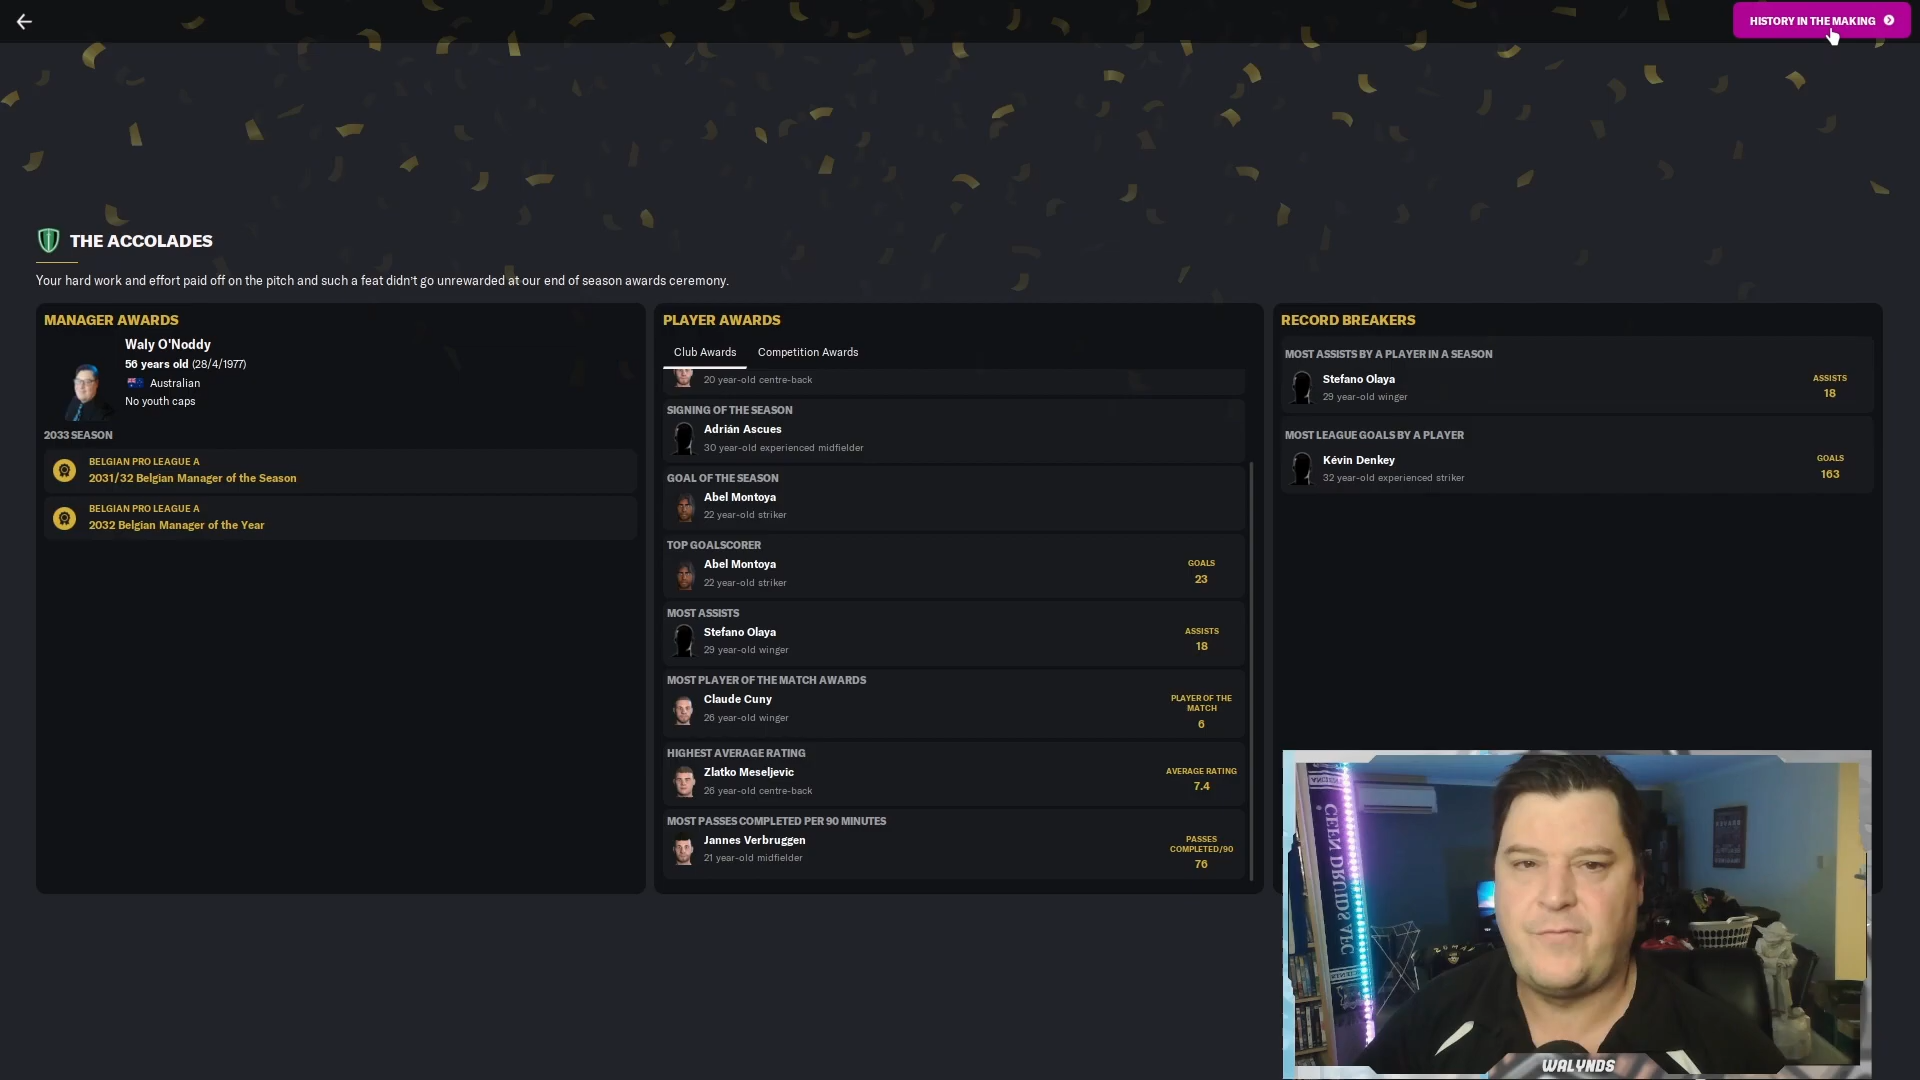 HISTORY IN THE MAKING
THE ACCOLADES
Your hard work and effort paid off on the pitch and such a feat didn't go unrewarded at our end of season awards ceremony.
MANAGER AWARDS
Waly O'Noddy
56 years old (28/4/1977)
Australian
No youth caps
2033 SEASON
BELGIAN PRO LEAGUE A
2031/32 Belgian Manager of the Season
BELGIAN PRO LEAGUE A
2032 Belgian Manager of the Year
PLAYER AWARDS
Club Awards
Competition Awards
20 year-old centre-back
SIGNING OF THE SEASON
Adrián Ascues
30 year-old experienced midfielder
GOAL OF THE SEASON
Abel Montoya
22 year-old striker
TOP GOALSCORER
Abel Montoya
22 year-old striker
GOALS
23
MOST ASSISTS
Stefano Olaya
29 year-old winger
ASSISTS
18
MOST PLAYER OF THE MATCH AWARDS
Claude Cuny
26 year-old winger
PLAYER OF THE
MATCH
6
HIGHEST AVERAGE RATING
Zlatko Meseljevic
26 year-old centre-back
AVERAGE RATING
7.4
MOST PASSES COMPLETED PER 90 MINUTES
Jannes Verbruggen
21 year-old midfielder
PASSES
COMPLETED/90
76
RECORD BREAKERS
MOST ASSISTS BY A PLAYER IN A SEASON
Stefano Olaya
29 year-old winger
ASSISTS
18
MOST LEAGUE GOALS BY A PLAYER
Kévin Denkey
32 year-old experienced striker
GOALS
163
DRUIDS AFC
WALYNDS